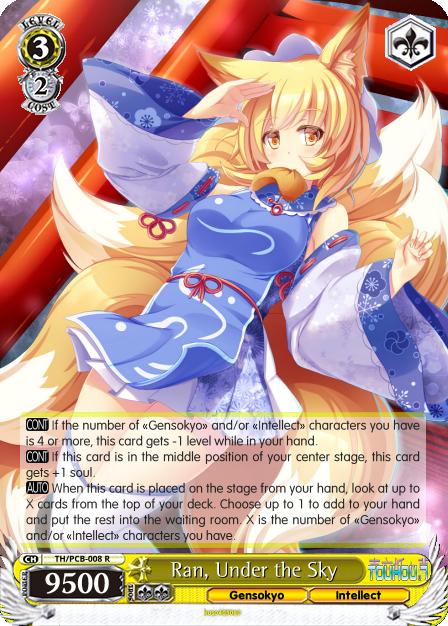 LEVEL
3
2
COST
CONT If the number of «Gensokyo» and/or «Intellect» characters you have
is 4 or more, this card gets -1 level while in your hand.
CONT If this card is in the middle position of your center stage, this card
gets +1 soul.
AUTO When this card is placed on the stage from your hand, look at up to
X cards from the top of your deck. Choose up to 1 to add to your hand
and put the rest into the waiting room. X is the number of «Gensokyo»
and/or «Intellect» characters you have.
CH TH/PCB-008 R
POWER 9500 SOUL
Ran, Under the Sky
TOUHOU
Gensokyo Intellect